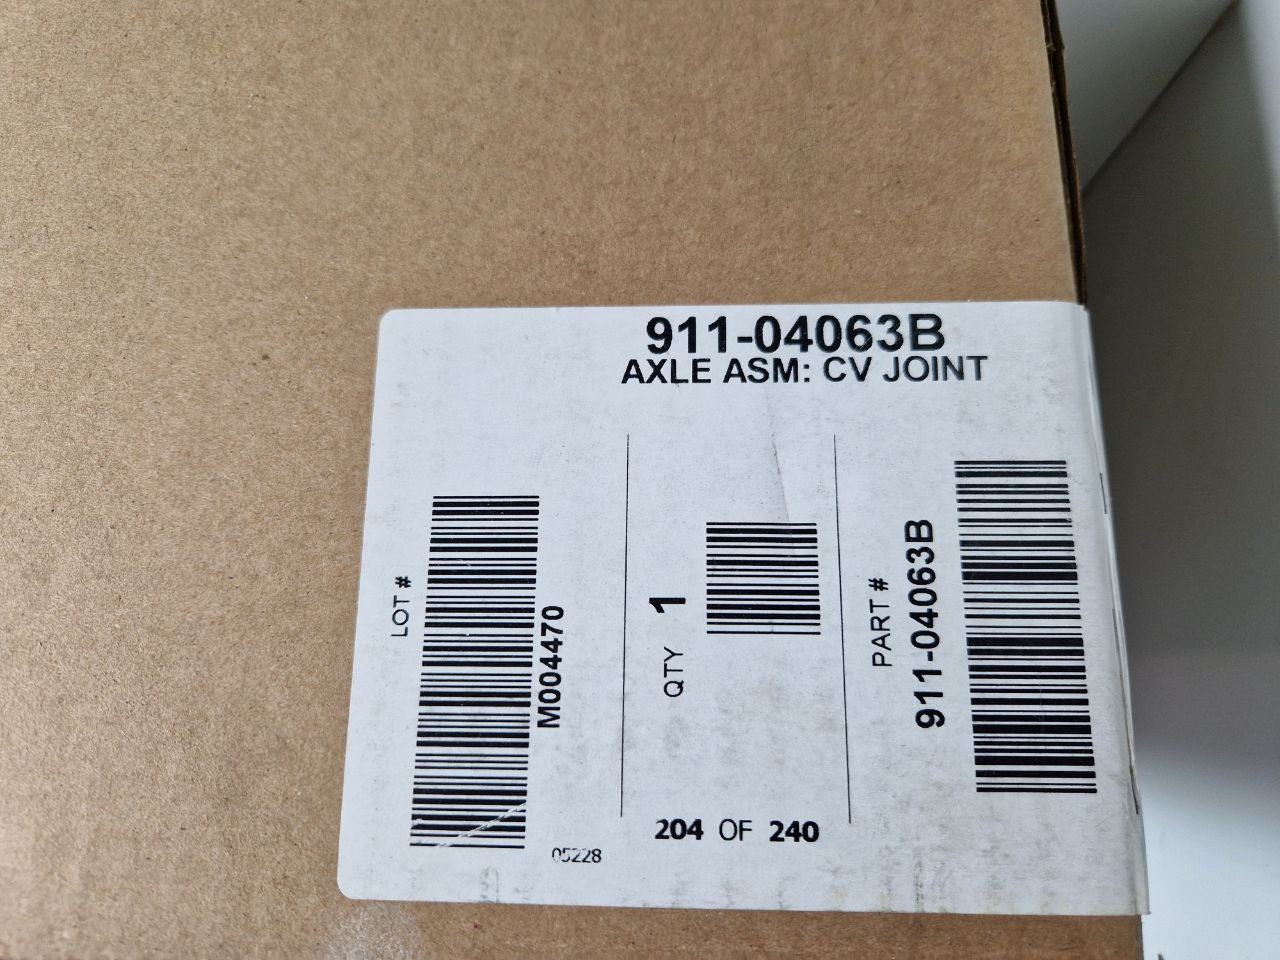 911-04063B
AXLE ASM: CV JOINT
LOT #
M004470
QTY 1
PART #
911-04063B
204 OF 240
05228